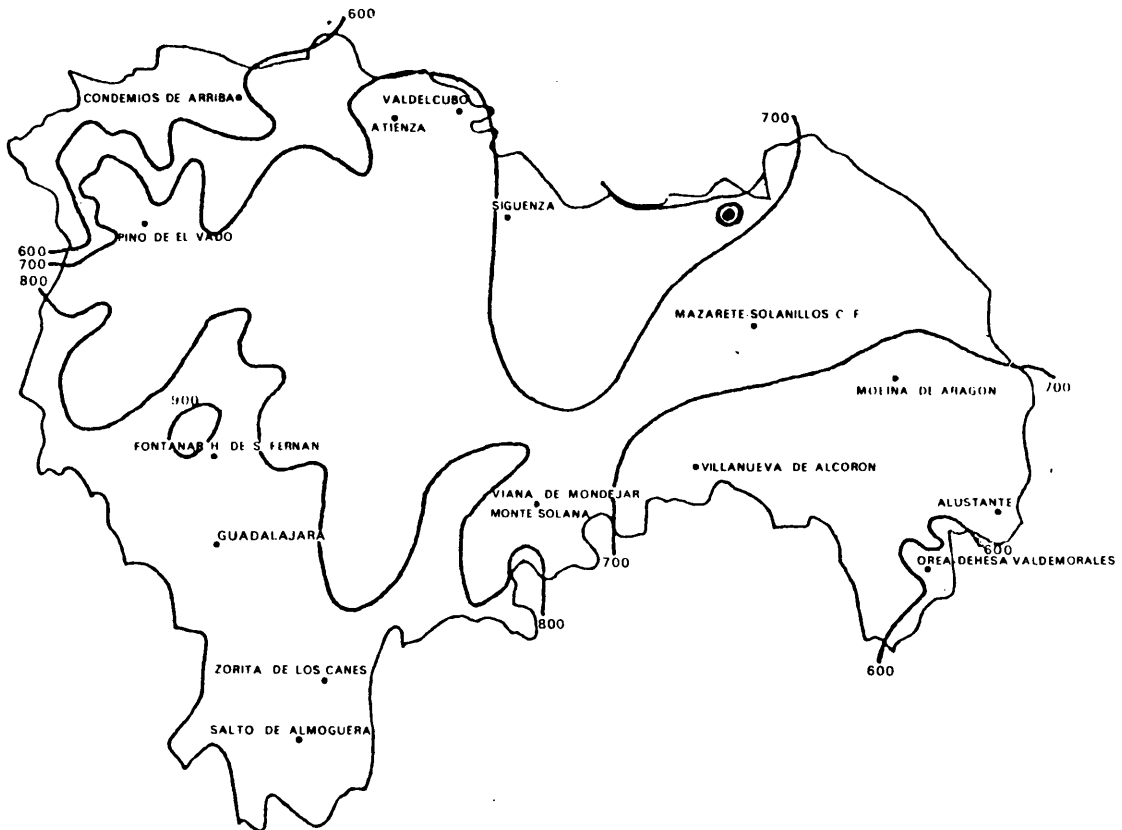 600
CONDEMIOS DE ARRIBA
VALDELCUBO
ATIENZA
700
SIGUENZA
PINO DE EL VADO
600
700
800
MAZARETE-SOLANILLOS C F
MOLINA DE ARAGON
700
900
FONTANAR H DE S FERNAN
VILLANUEVA DE ALCORON
VIANA DE MONDEJAR
MONTE SOLANA
ALUSTANTE
GUADALAJARA
600
700
OREA-DEHESA VALDEMORALES
800
600
ZORITA DE LOS CANES
SALTO DE ALMOGUERA